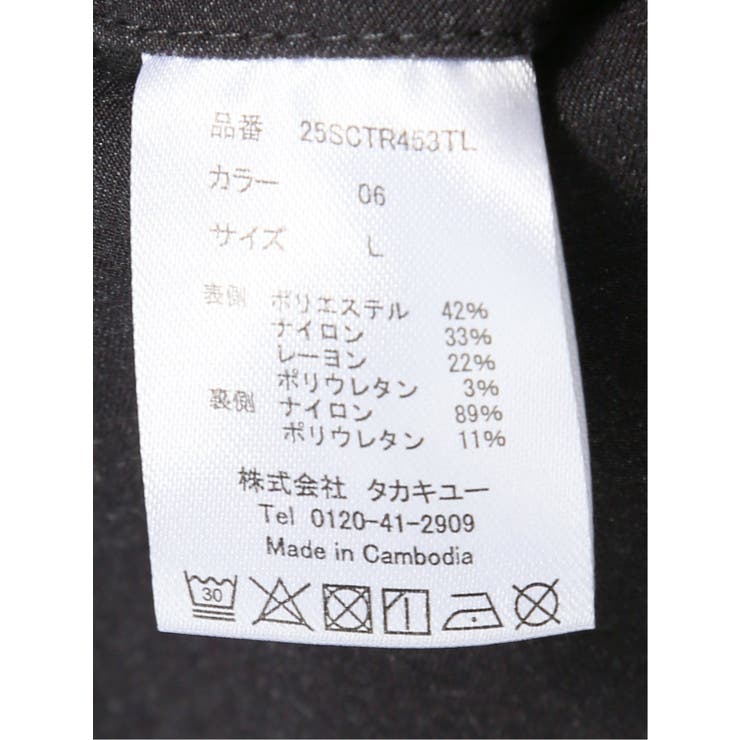 品番 25SCTR453TL
カラー 06
サイズ L
表側 ポリエステル 42%
ナイロン 33%
レーヨン 22%
ポリウレタン 3%
裏側 ナイロン 89%
ポリウレタン 11%
株式会社 タカキユー
Tel 0120-41-2909
Made in Cambodia
30